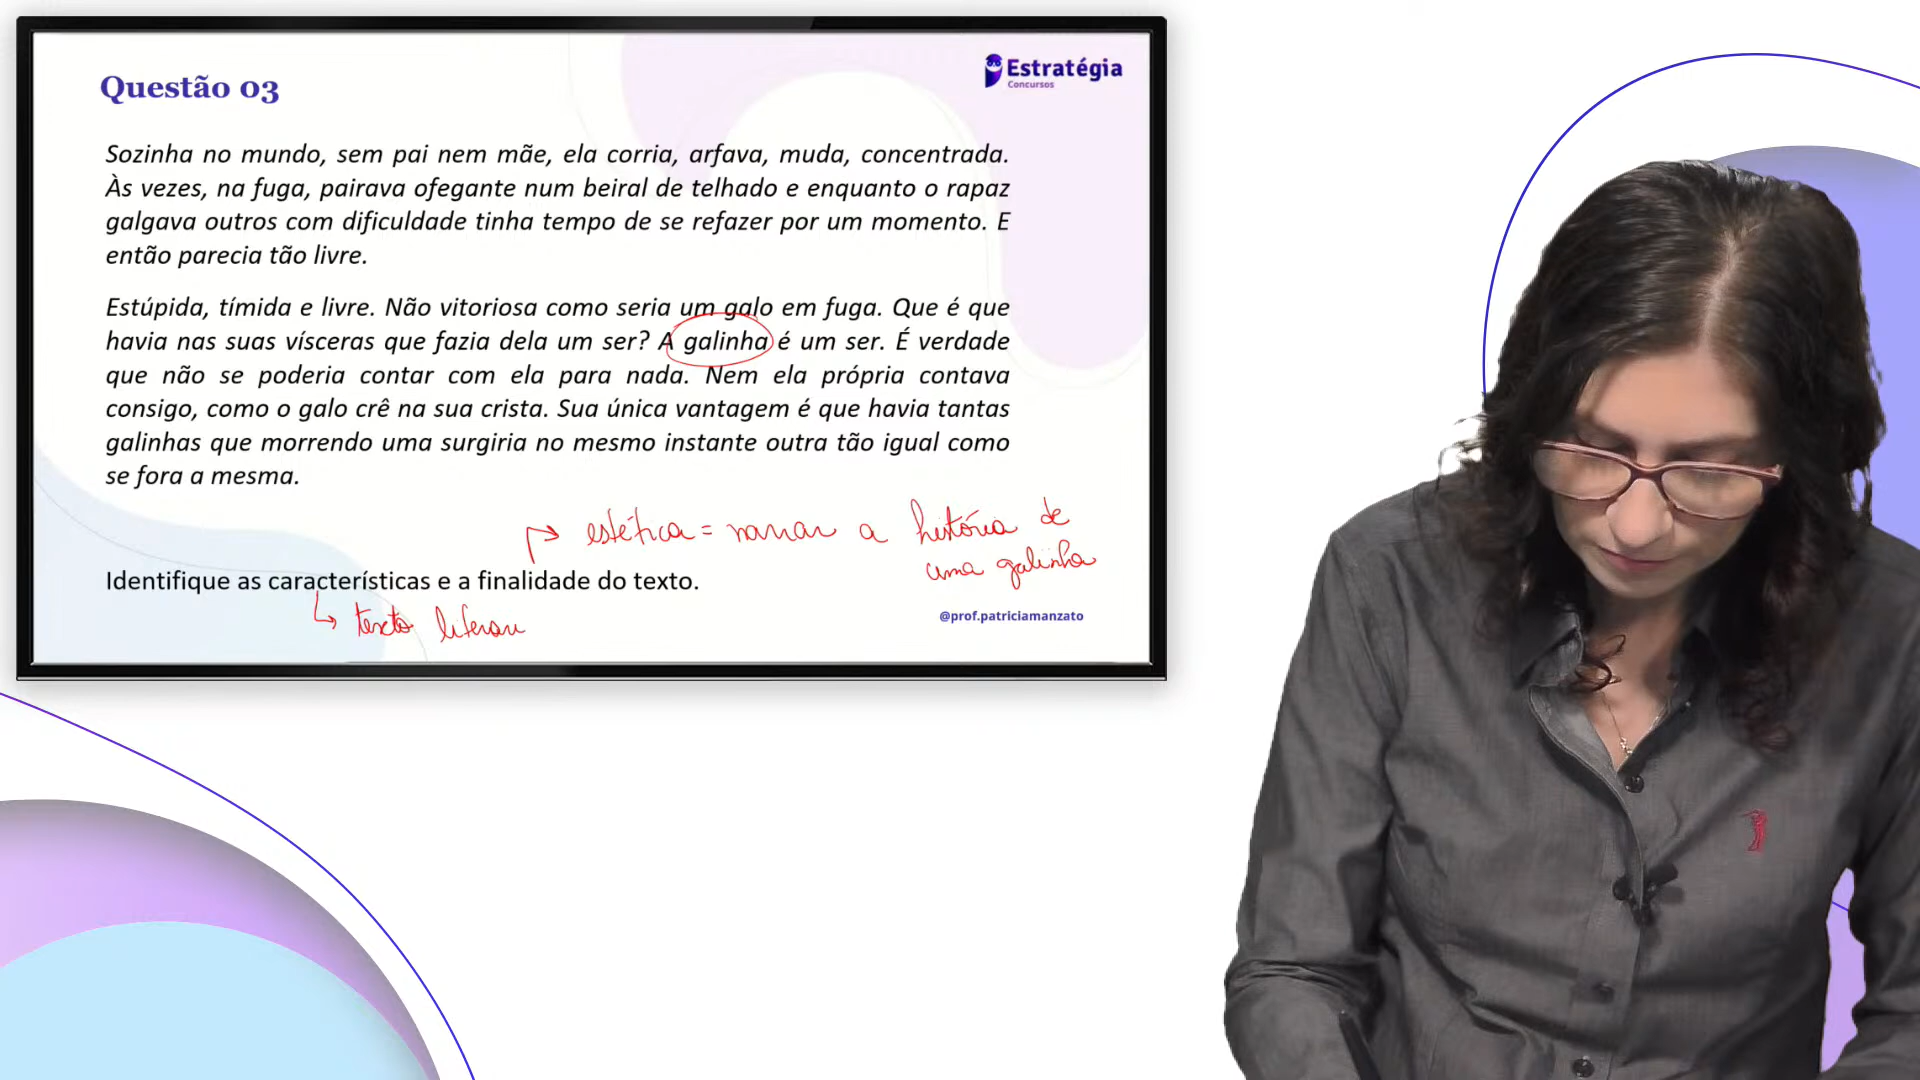 Questão 03
Estratégia
Concursos
Sozinha no mundo, sem pai nem mãe, ela corria, arfava, muda, concentrada.
Às vezes, na fuga, pairava ofegante num beiral de telhado e enquanto o rapaz
galgava outros com dificuldade tinha tempo de se refazer por um momento. E
então parecia tão livre.
Estúpida, tímida e livre. Não vitoriosa como seria um galo em fuga. Que é que
havia nas suas vísceras que fazia dela um ser? A galinha é um ser. É verdade
que não se poderia contar com ela para nada. Nem ela própria contava
consigo, como o galo crê na sua crista. Sua única vantagem é que havia tantas
galinhas que morrendo uma surgiria no mesmo instante outra tão igual como
se fora a mesma.
estética = narrar a história de
uma galinha
Identifique as características e a finalidade do texto.
texto
@prof.patriciamanzato